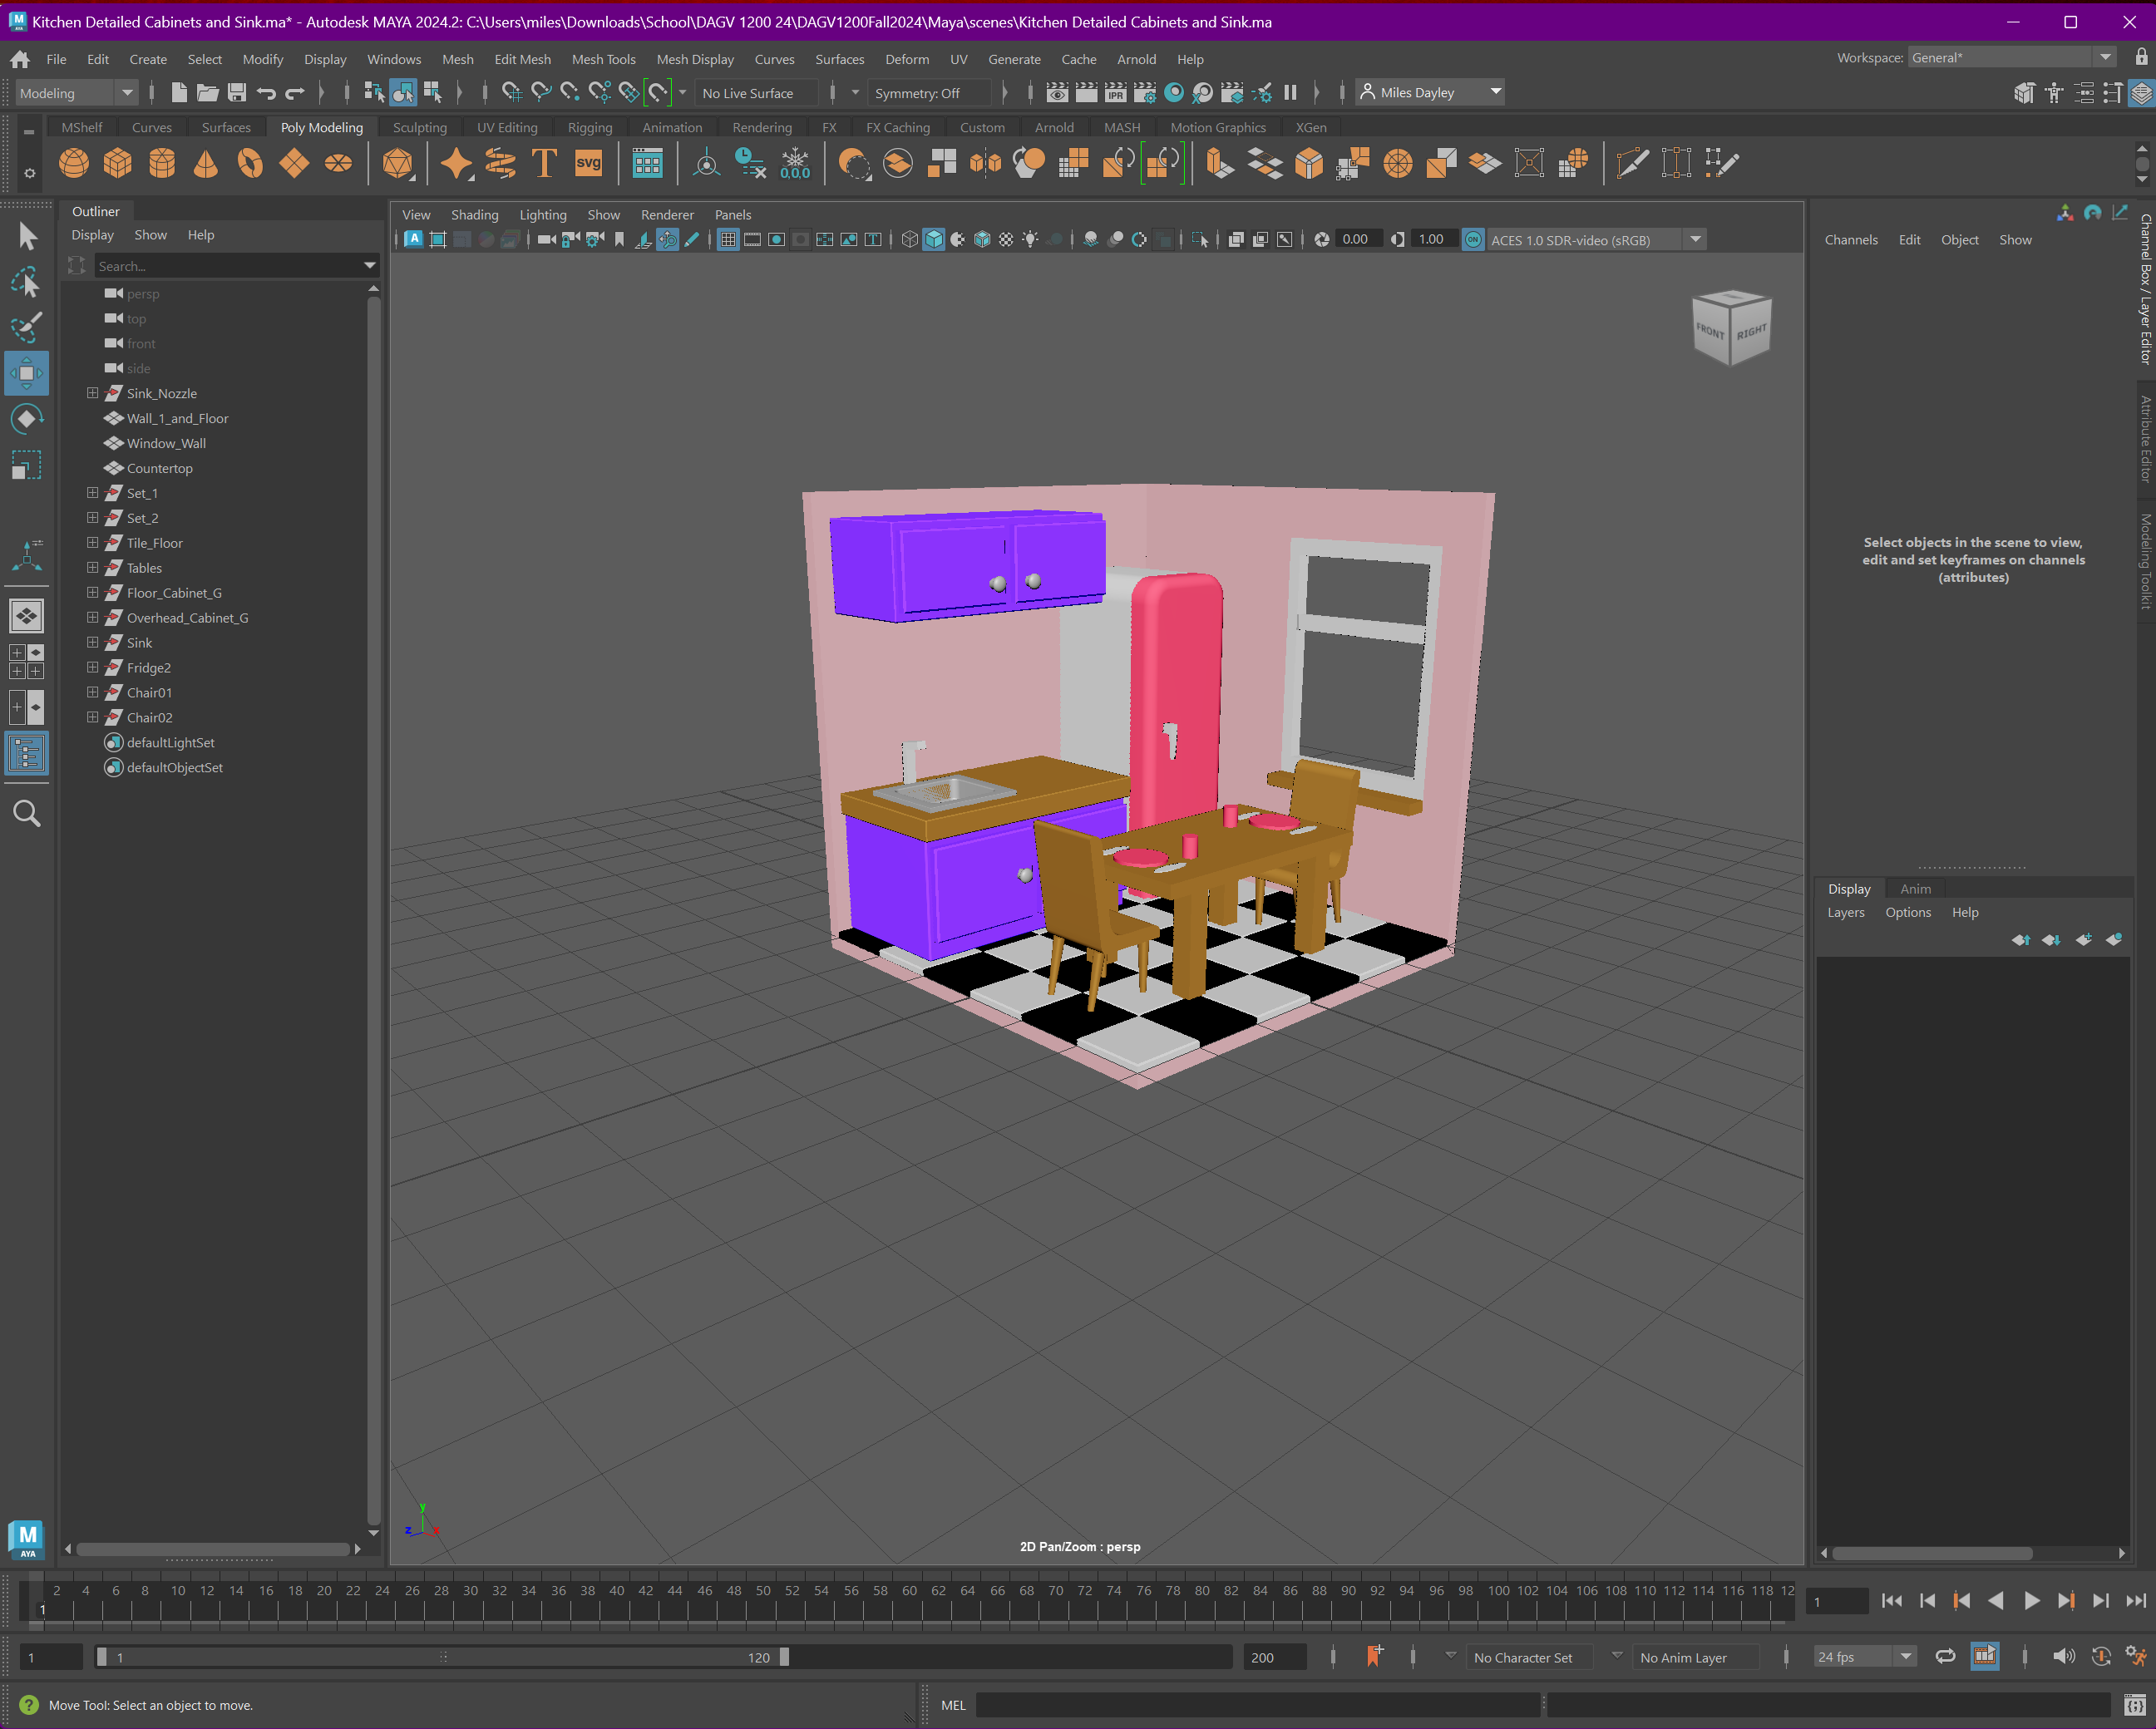 Kitchen Detailed Cabinets and Sink.ma* - Autodesk MAYA 2024.2: C:\Users\miles\Downloads\School\DAGV 1200 24\DAGV1200Fall2024\Maya\scenes\Kitchen Detailed Cabinets and Sink.ma
File Edit Create Select Modify Display Windows Mesh Edit Mesh Mesh Tools Mesh Display Curves Surfaces Deform UV Generate Cache Arnold Help Workspace: General*
Modeling No Live Surface Symmetry: Off IPR Miles Dayley
MShelf Curves Surfaces Poly Modeling Sculpting UV Editing Rigging Animation Rendering FX FX Caching Custom Arnold MASH Motion Graphics XGen
T svg 0,0,0
Outliner
Display Show Help
Search...
persp
top
front
side
Sink_Nozzle
Wall_1_and_Floor
Window_Wall
Countertop
Set_1
Set_2
Tile_Floor
Tables
Floor_Cabinet_G
Overhead_Cabinet_G
Sink
Fridge2
Chair01
Chair02
defaultLightSet
defaultObjectSet
View Shading Lighting Show Renderer Panels
0.00 1.00 ON ACES 1.0 SDR-video (sRGB)
FRONT RIGHT
y
z x
2D Pan/Zoom : persp
Channels Edit Object Show
Select objects in the scene to view,
edit and set keyframes on channels
(attributes)
Channel Box / Layer Editor
Attribute Editor
Modeling Toolkit
Display Anim
Layers Options Help
M
AYA
2 4 6 8 10 12 14 16 18 20 22 24 26 28 30 32 34 36 38 40 42 44 46 48 50 52 54 56 58 60 62 64 66 68 70 72 74 76 78 80 82 84 86 88 90 92 94 96 98 100 102 104 106 108 110 112 114 116 118 12
1 1
1 1 120 200 No Character Set No Anim Layer 24 fps
Move Tool: Select an object to move. MEL